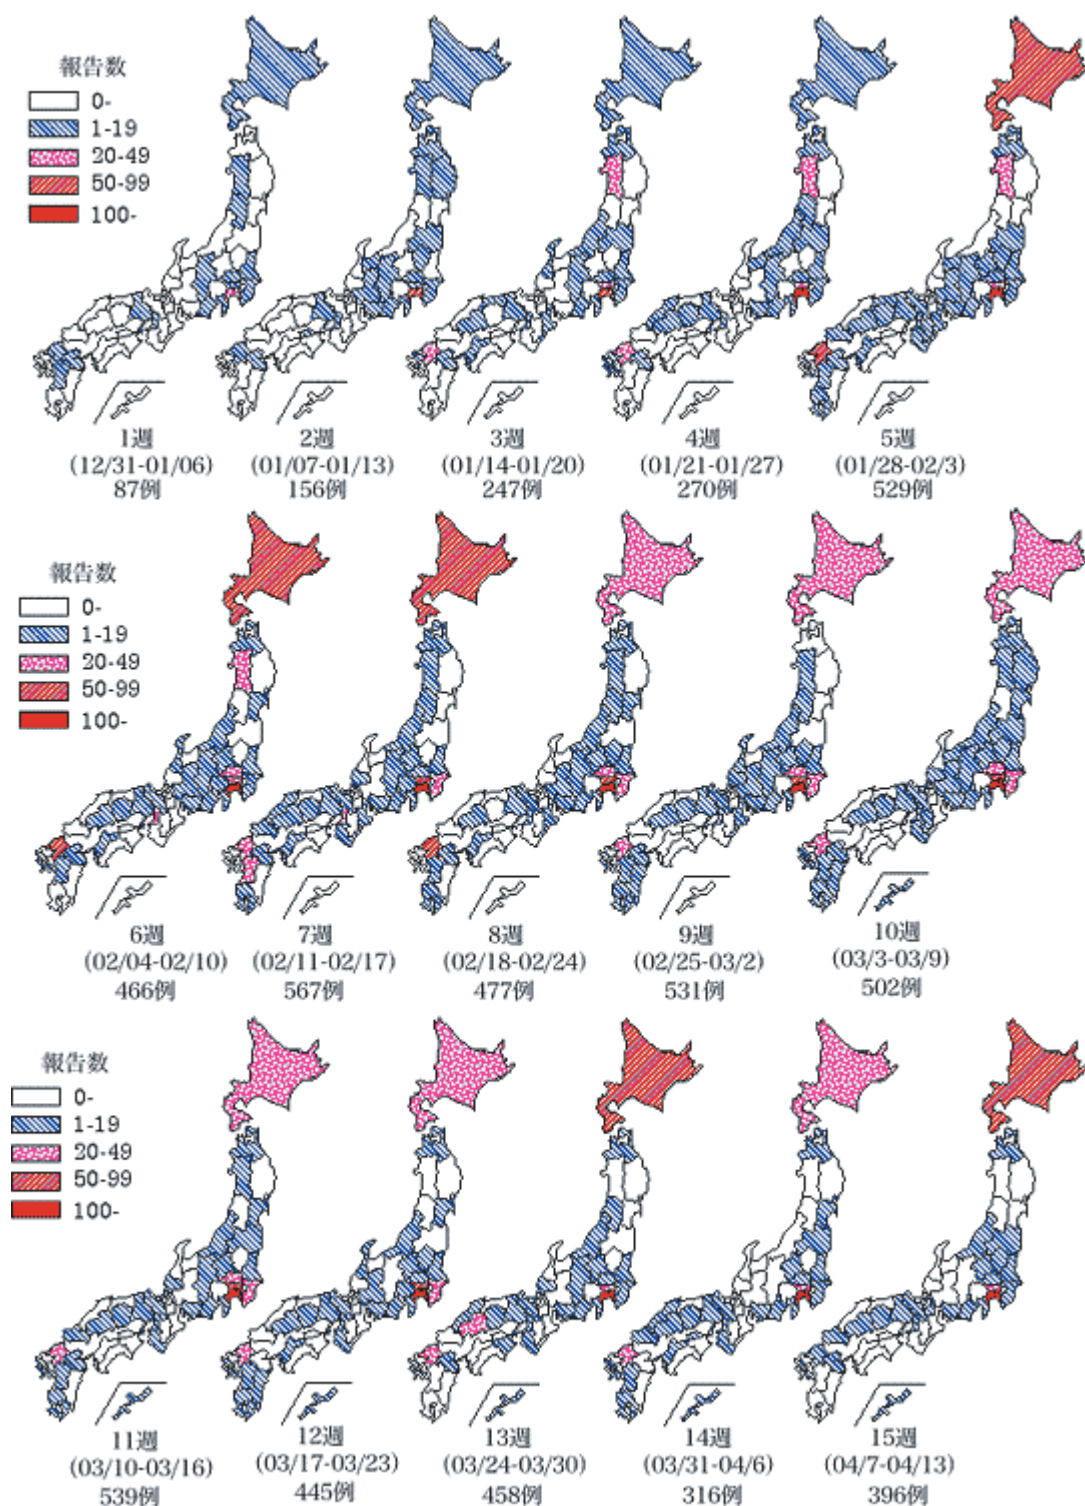 報告数
0-
1-19
20-49
50-99
100-
1週
(12/31-01/06)
87例
2週
(01/07-01/13)
156例
3週
(01/14-01/20)
247例
4週
(01/21-01/27)
270例
5週
(01/28-02/3)
529例
報告数
0-
1-19
20-49
50-99
100-
6週
(02/04-02/10)
466例
7週
(02/11-02/17)
567例
8週
(02/18-02/24)
477例
9週
(02/25-03/2)
531例
10週
(03/3-03/9)
502例
報告数
0-
1-19
20-49
50-99
100-
11週
(03/10-03/16)
539例
12週
(03/17-03/23)
445例
13週
(03/24-03/30)
458例
14週
(03/31-04/6)
316例
15週
(04/7-04/13)
396例